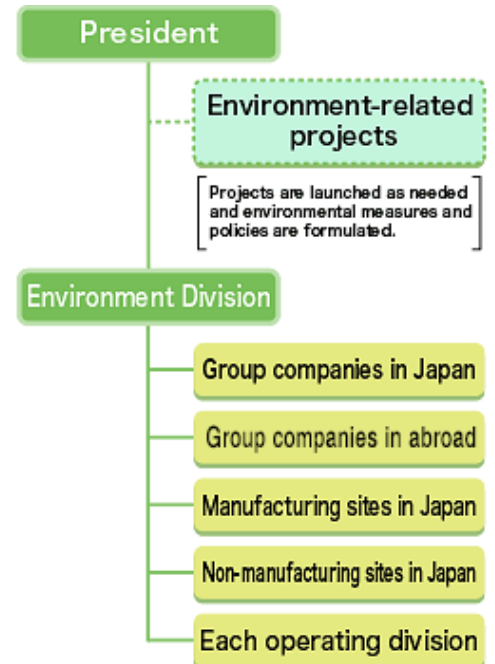 President
Environment-related
projects
Projects are launched as needed
and environmental measures and
policies are formulated.
Environment Division
Group companies in Japan
Group companies in abroad
Manufacturing sites in Japan
Non-manufacturing sites in Japan
Each operating division